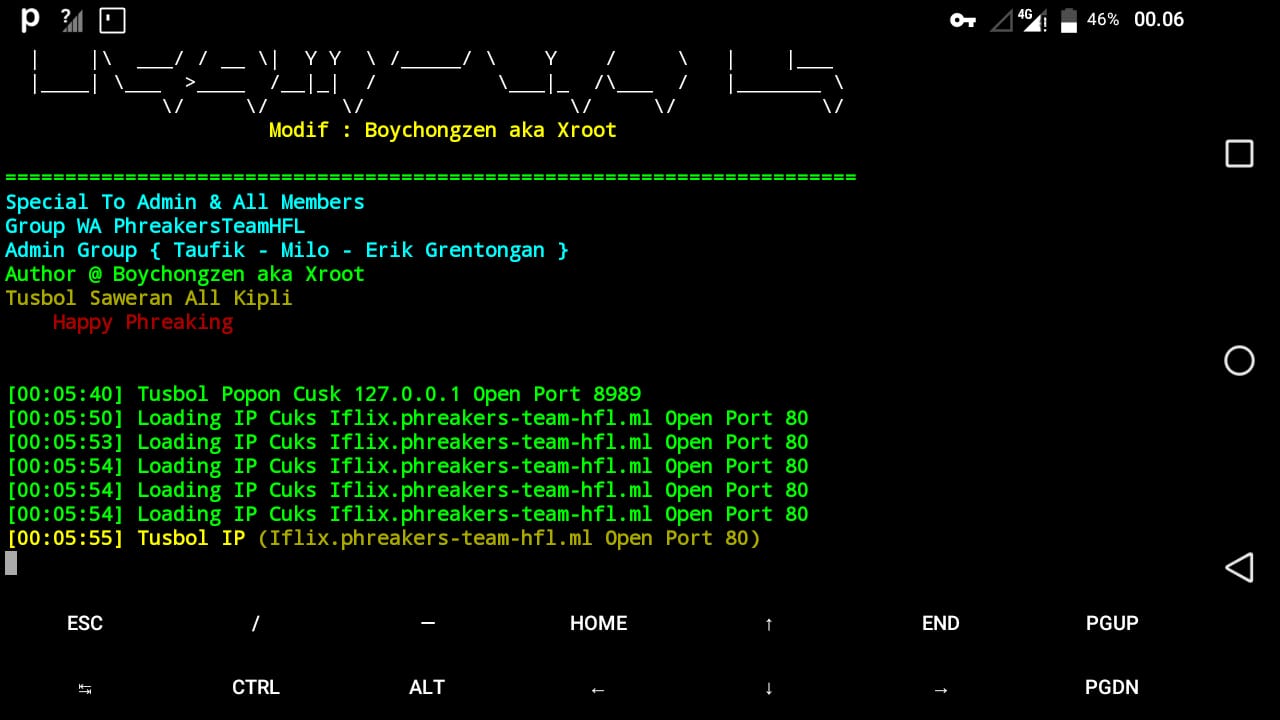 p ? 4G ! 46% 00.06
|    |\  ___/ / __ \|  Y Y  \ /_____/ \    Y    /     \   |    |___
|____| \___  >____  /__|_|  /          \___|_  /\___  /   |_______ \
             \/     \/      \/                 \/     \/            \/
Modif : Boychongzen aka Xroot
=======================================================================
Special To Admin & All Members
Group WA PhreakersTeamHFL
Admin Group { Taufik - Milo - Erik Grentongan }
Author @ Boychongzen aka Xroot
Tusbol Saweran All Kipli
Happy Phreaking
[00:05:40] Tusbol Popon Cusk 127.0.0.1 Open Port 8989
[00:05:50] Loading IP Cuks Iflix.phreakers-team-hfl.ml Open Port 80
[00:05:53] Loading IP Cuks Iflix.phreakers-team-hfl.ml Open Port 80
[00:05:54] Loading IP Cuks Iflix.phreakers-team-hfl.ml Open Port 80
[00:05:54] Loading IP Cuks Iflix.phreakers-team-hfl.ml Open Port 80
[00:05:54] Loading IP Cuks Iflix.phreakers-team-hfl.ml Open Port 80
[00:05:55] Tusbol IP (Iflix.phreakers-team-hfl.ml Open Port 80)
ESC / — HOME ↑ END PGUP
↹ CTRL ALT ← ↓ → PGDN